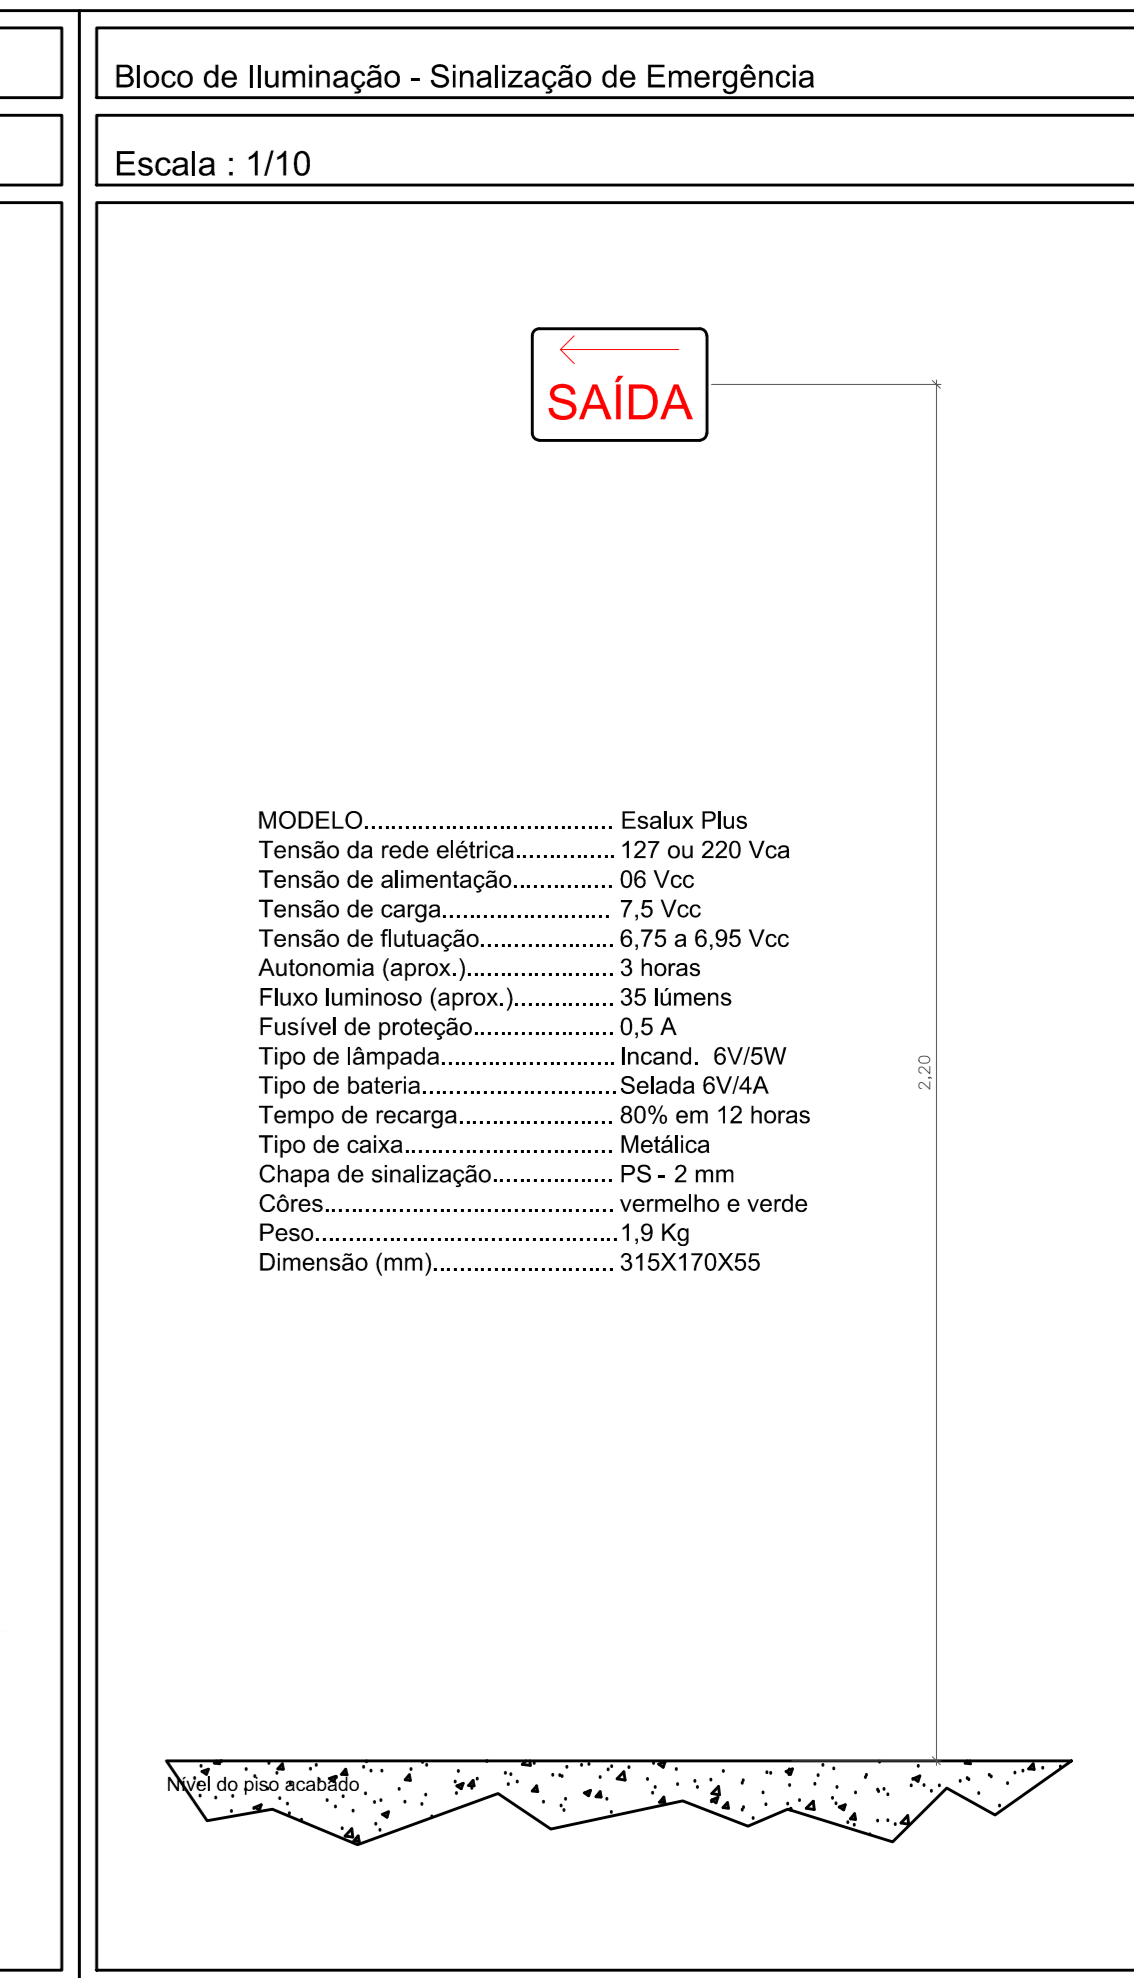 Bloco de Iluminação - Sinalização de Emergência
Escala : 1/10
SAÍDA
MODELO..................................... Esalux Plus
Tensão da rede elétrica............... 127 ou 220 Vca
Tensão de alimentação............... 06 Vcc
Tensão de carga......................... 7,5 Vcc
Tensão de flutuação.................... 6,75 a 6,95 Vcc
Autonomia (aprox.)...................... 3 horas
Fluxo luminoso (aprox.)............... 35 lúmens
Fusível de proteção..................... 0,5 A
Tipo de lâmpada.......................... Incand. 6V/5W
Tipo de bateria............................. Selada 6V/4A
Tempo de recarga....................... 80% em 12 horas
Tipo de caixa............................... Metálica
Chapa de sinalização.................. PS - 2 mm
Côres........................................... vermelho e verde
Peso............................................. 1,9 Kg
Dimensão (mm)........................... 315X170X55
2,20
Nível do piso acabado